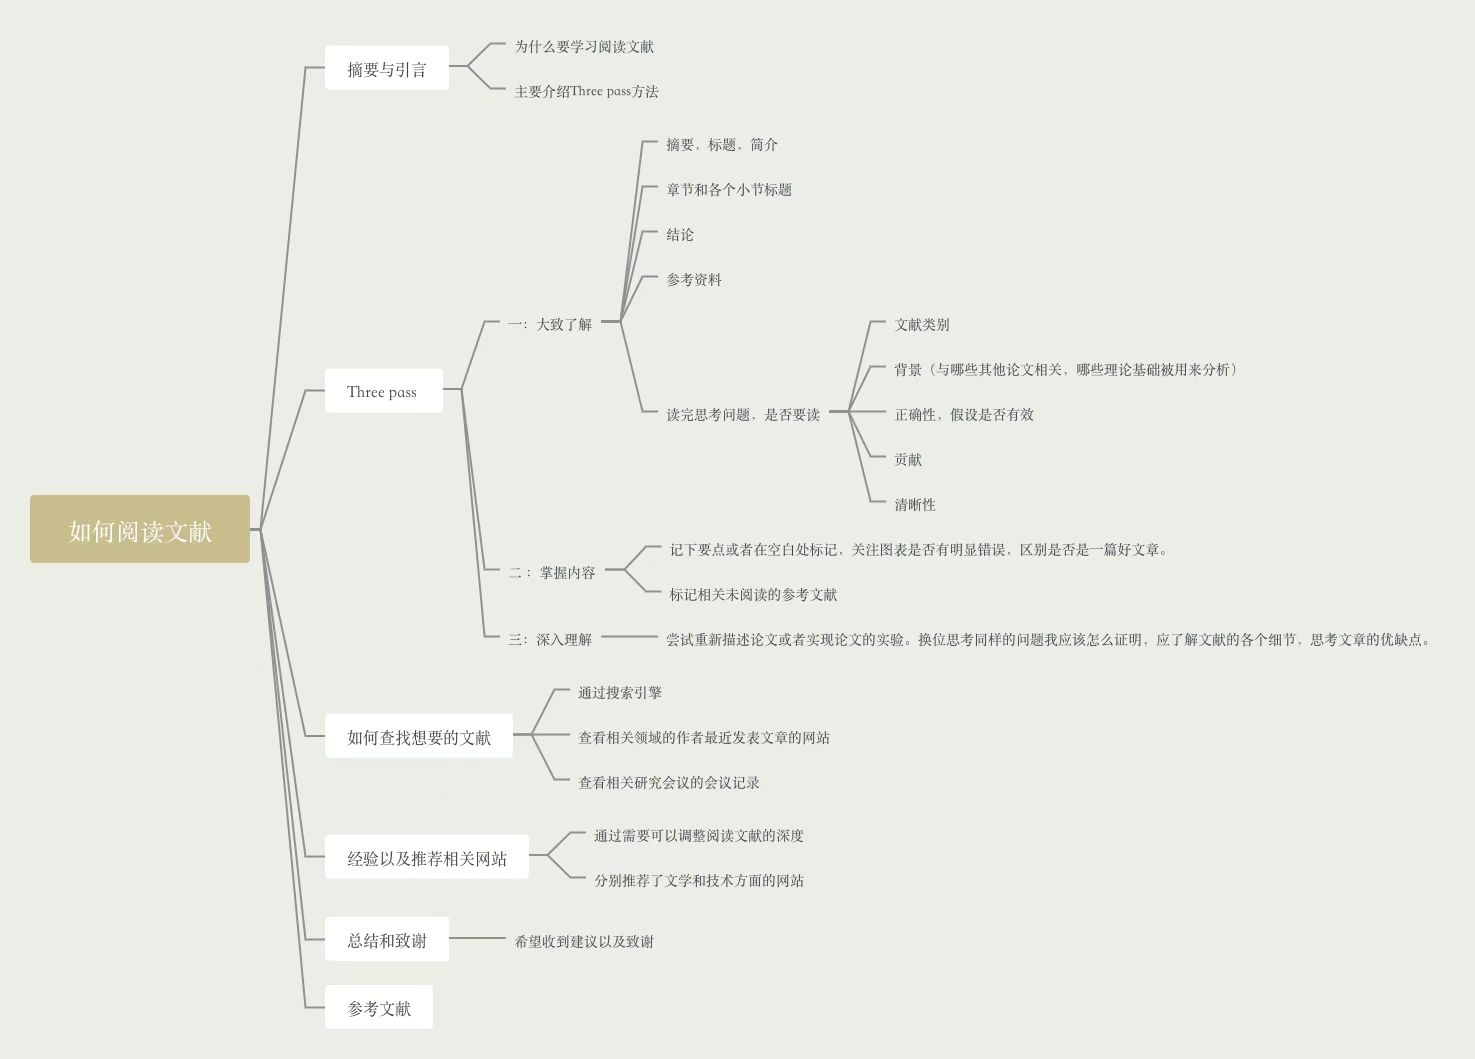 如何阅读文献
摘要与引言
为什么要学习阅读文献
主要介绍Three pass方法
Three pass
一：大致了解
摘要、标题、简介
章节和各个小节标题
结论
参考资料
读完思考问题，是否要读
文献类别
背景（与哪些其他论文相关，哪些理论基础被用来分析）
正确性，假设是否有效
贡献
清晰性
二 ：掌握内容
记下要点或者在空白处标记，关注图表是否有明显错误，区别是否是一篇好文章。
标记相关未阅读的参考文献
三：深入理解
尝试重新描述论文或者实现论文的实验。换位思考同样的问题我应该怎么证明，应了解文献的各个细节，思考文章的优缺点。
如何查找想要的文献
通过搜索引擎
查看相关领域的作者最近发表文章的网站
查看相关研究会议的会议记录
经验以及推荐相关网站
通过需要可以调整阅读文献的深度
分别推荐了文学和技术方面的网站
总结和致谢
希望收到建议以及致谢
参考文献